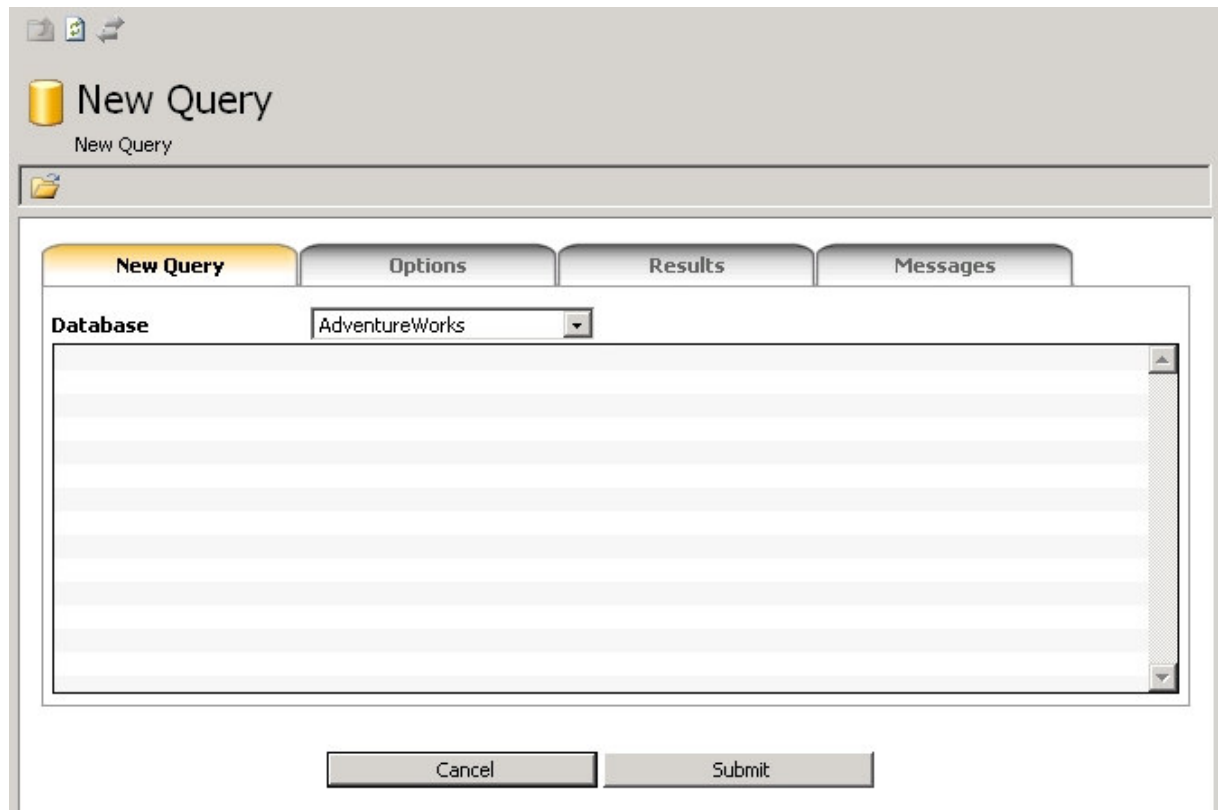 New Query
New Query
New Query Options Results Messages
Database AdventureWorks
Cancel Submit